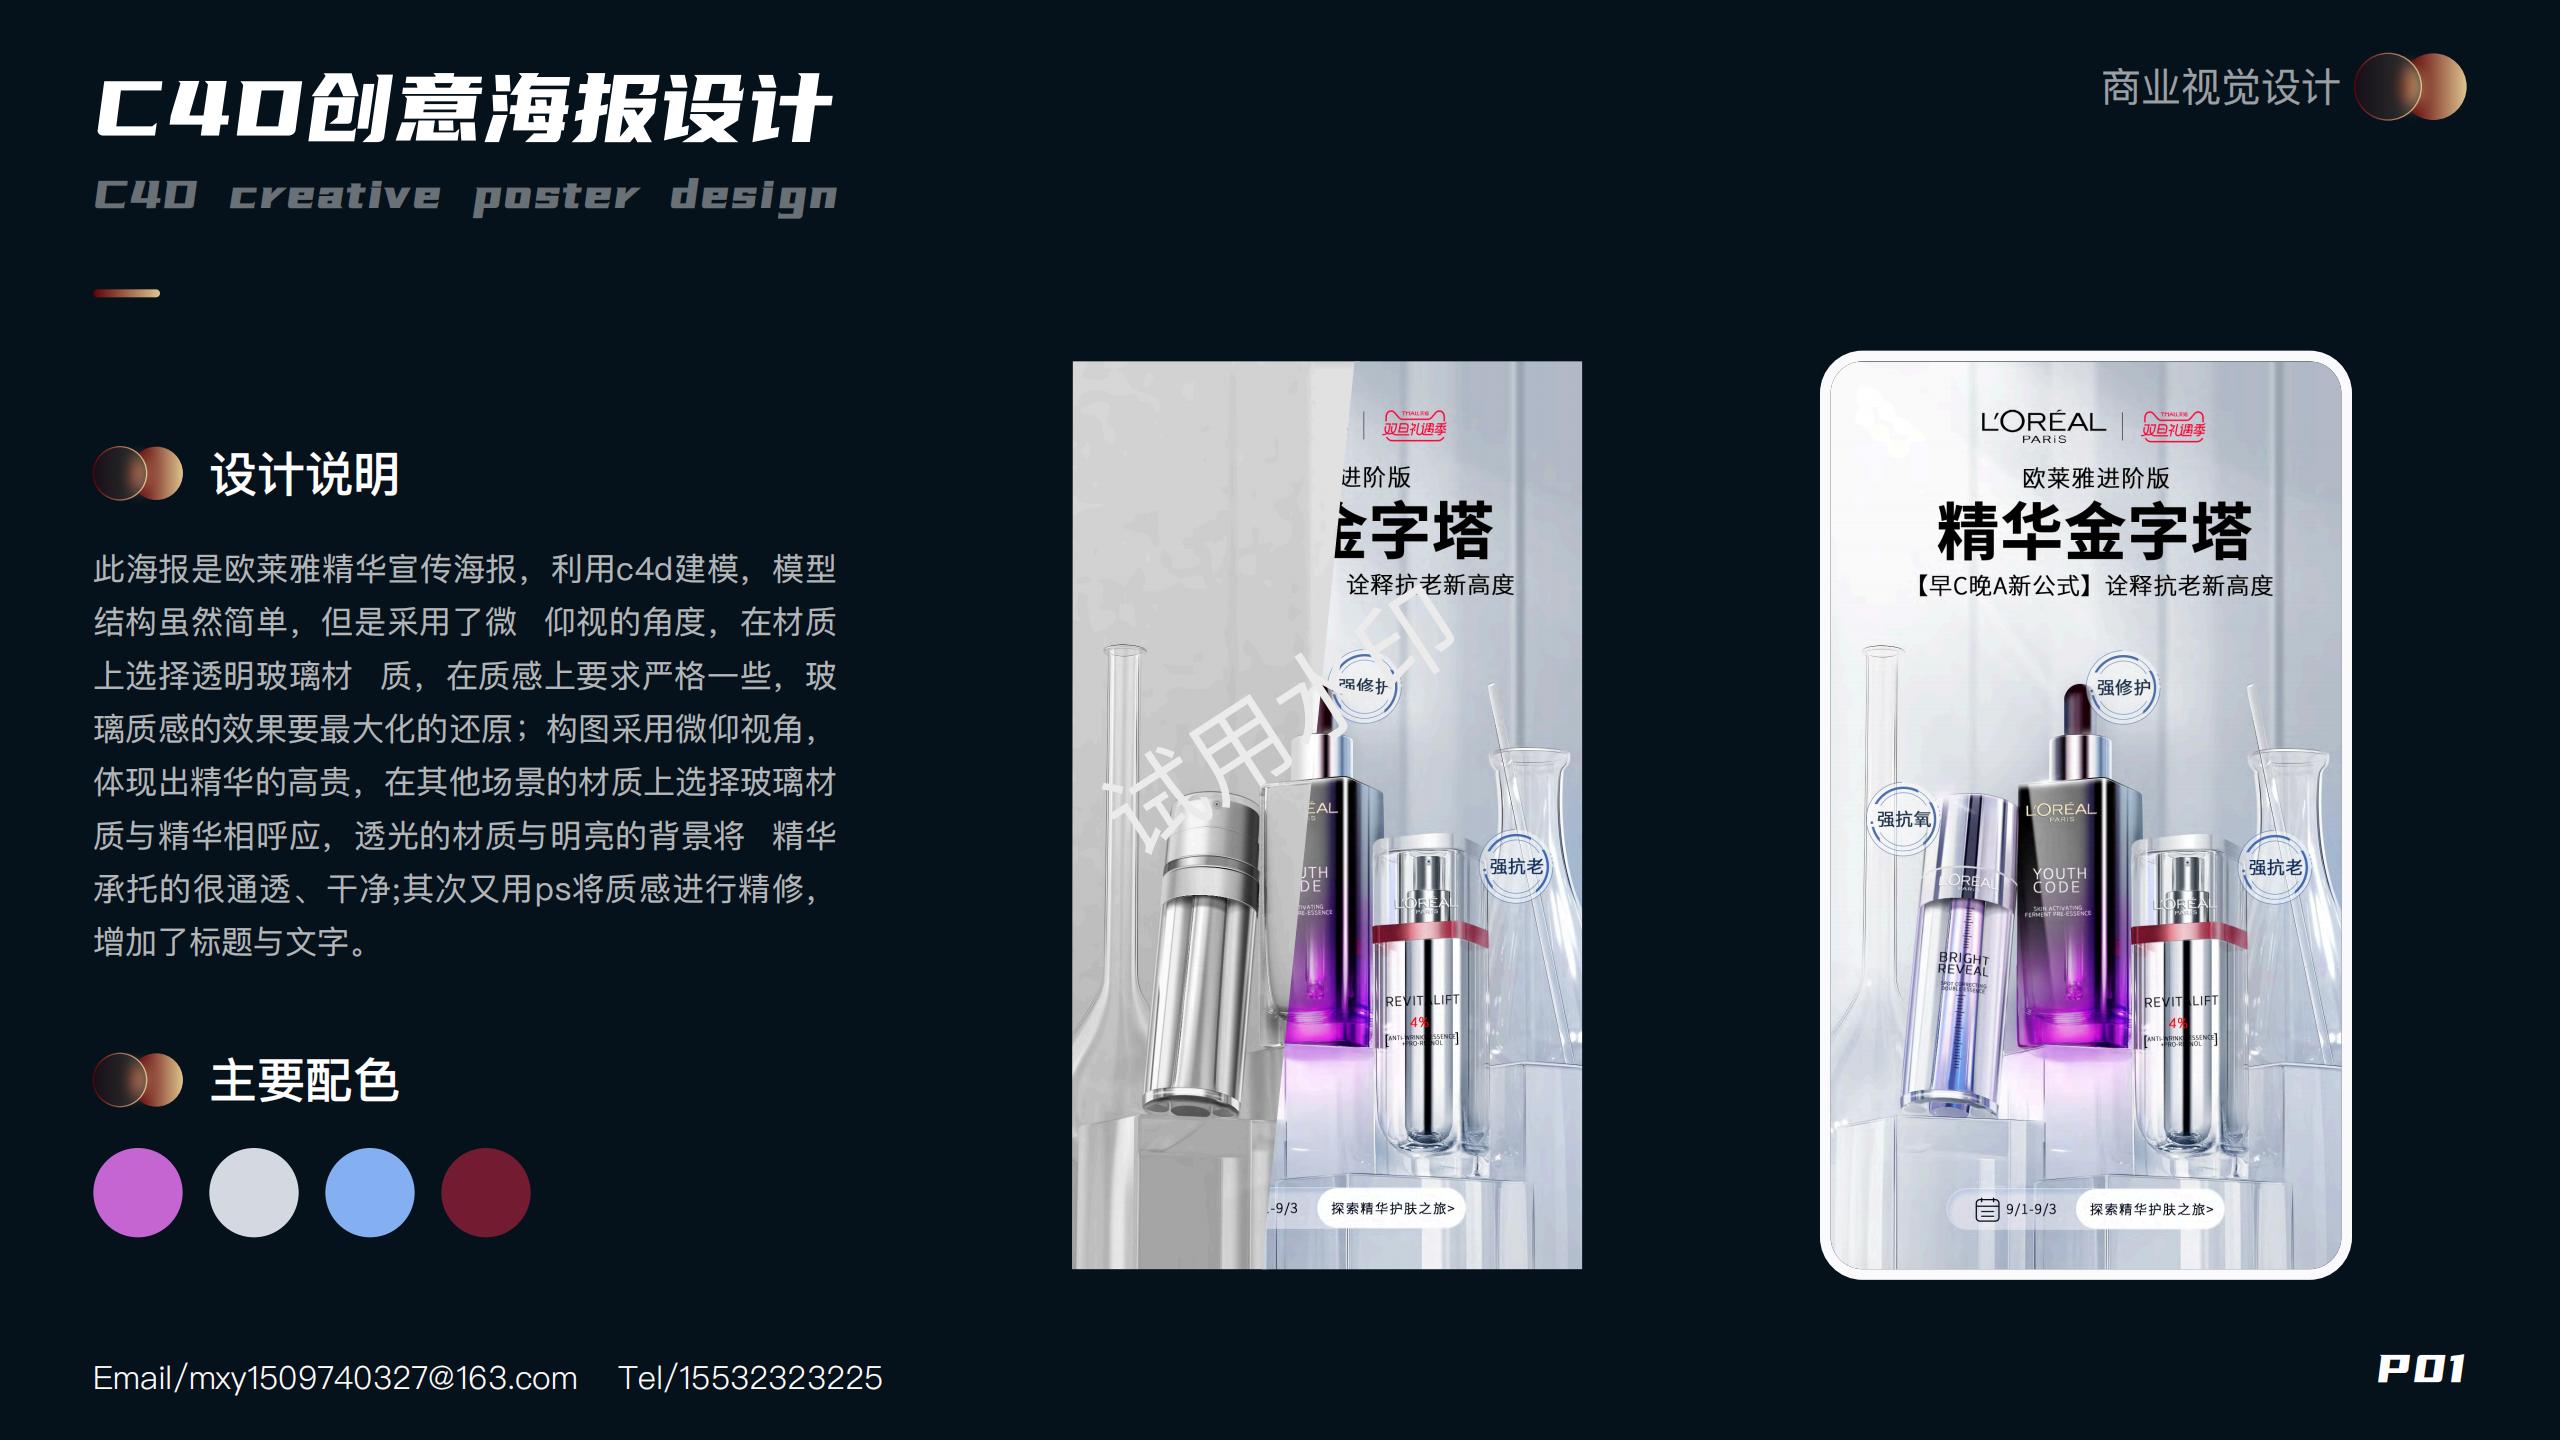 C4D创意海报设计
商业视觉设计
C4D creative poster design
设计说明
此海报是欧莱雅精华宣传海报，利用c4d建模，模型
结构虽然简单，但是采用了微 仰视的角度，在材质
上选择透明玻璃材 质，在质感上要求严格一些，玻
璃质感的效果要最大化的还原；构图采用微仰视角，
体现出精华的高贵，在其他场景的材质上选择玻璃材
质与精华相呼应，透光的材质与明亮的背景将 精华
承托的很通透、干净;其次又用ps将质感进行精修，
增加了标题与文字。
主要配色
双旦礼遇季
进阶版
金字塔
诠释抗老新高度
试用水印
强修护
ÉAL
强抗老
UTH
DE
L'ORÉAL
PARIS
REVITALIFT
4%
-9/3
探索精华护肤之旅>
L'ORÉAL
PARIS
双旦礼遇季
欧莱雅进阶版
精华金字塔
【早C晚A新公式】诠释抗老新高度
强修护
强抗氧
L'ORÉAL
PARIS
强抗老
YOUTH
CODE
SKIN ACTIVATING
FERMENT PRE-ESSENCE
L'ORÉAL
L'ORÉAL
PARIS
BRIGHT
REVEAL
REVITALIFT
4%
9/1-9/3
探索精华护肤之旅>
Email/mxy1509740327@163.com Tel/15532323225
P01